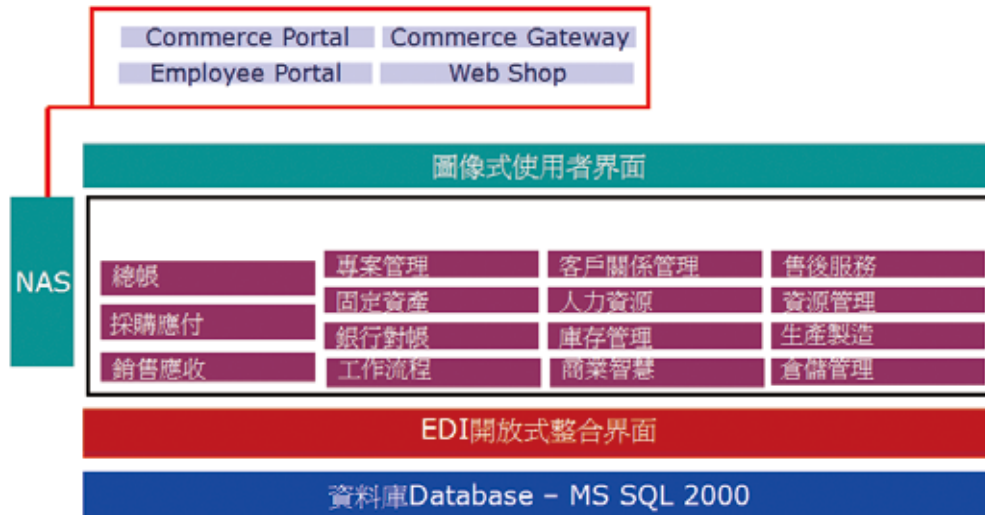 Commerce Portal Commerce Gateway
Employee Portal Web Shop
圖像式使用者界面
NAS
總帳
採購應付
銷售應收
專案管理 客戶關係管理 售後服務
固定資產 人力資源 資源管理
銀行對帳 庫存管理 生產製造
工作流程 商業智慧 倉儲管理
EDI開放式整合界面
資料庫Database – MS SQL 2000